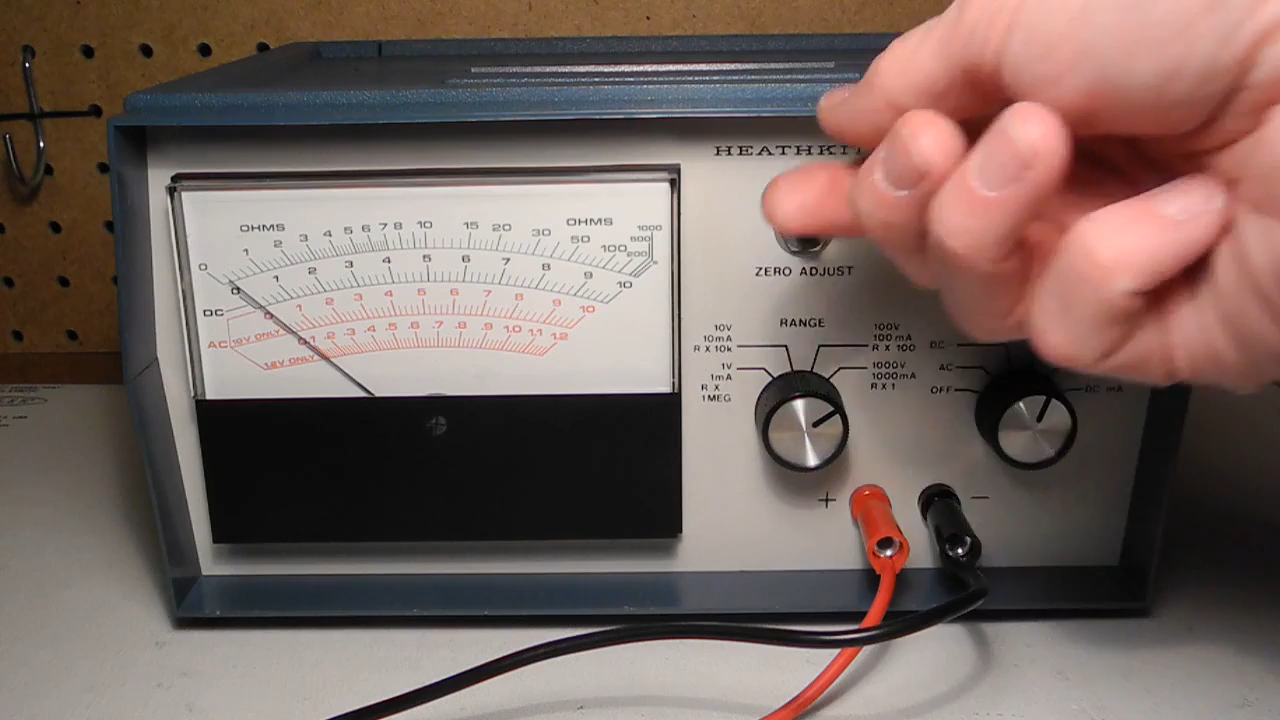 HEATHKI
OHMS 1 2 3 4 5 6 7 8 10 15 20 30 50 100 200 500 1000 OHMS
0 1 2 3 4 5 6 7 8 9 10
DC
0 1 2 3 4 5 6 7 8 9 10
AC 10V ONLY
0 .1 .2 .3 .4 .5 .6 .7 .8 .9 1.0 1.1 1.2
1.2V ONLY
ZERO ADJUST
RANGE
10V
10mA
R X 10k
100V
100mA
R X 100
1V
1mA
R X
1MEG
1000V
1000mA
R X 1
DC
AC
OFF
DC mA
+
−